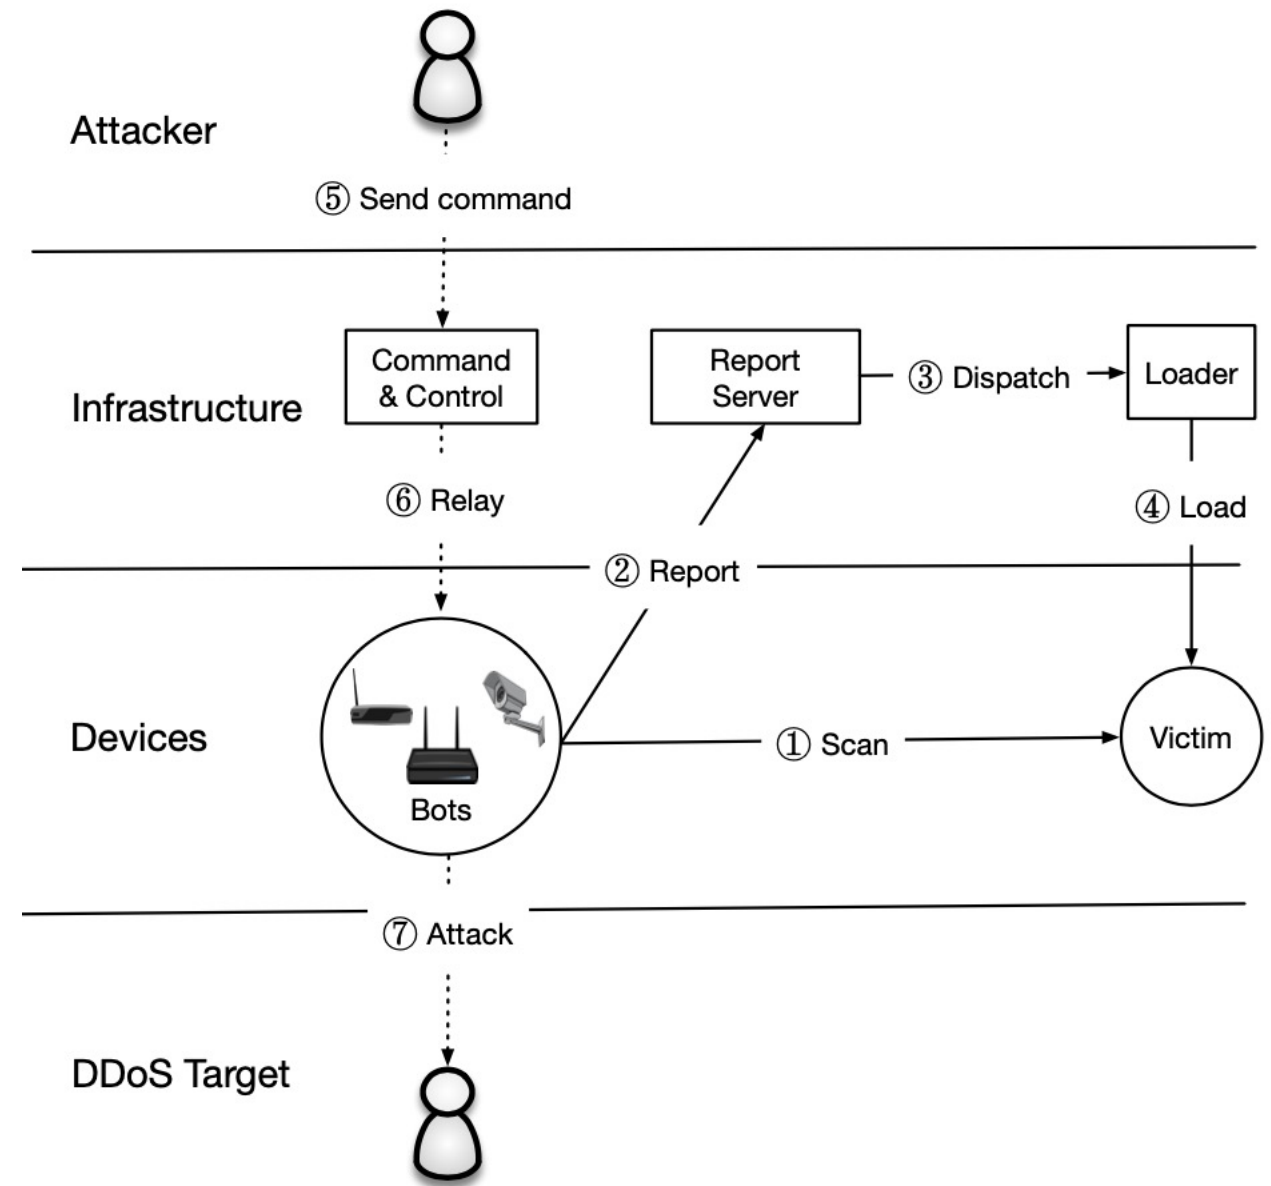 Attacker
⑤ Send command
Infrastructure
Command
& Control
Report
Server
③ Dispatch
Loader
⑥ Relay
④ Load
② Report
Devices
Bots
① Scan
Victim
⑦ Attack
DDoS Target